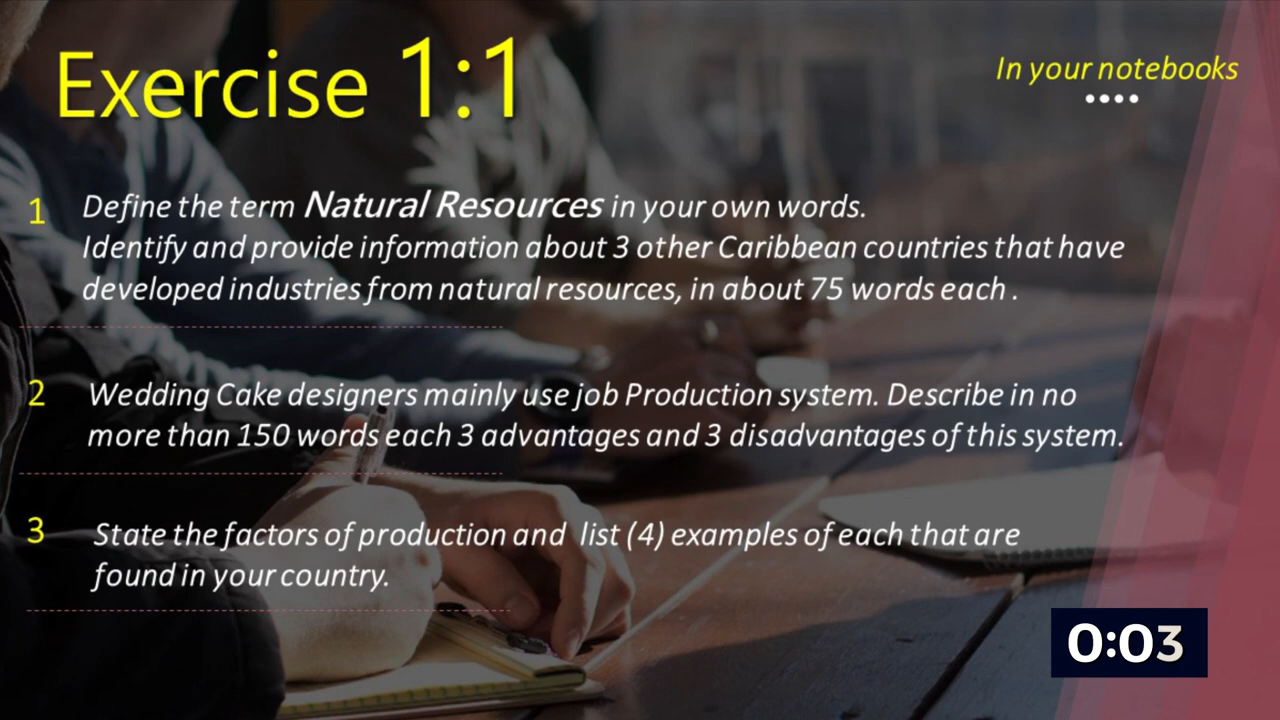 Exercise 1:1
In your notebooks
1 Define the term Natural Resources in your own words.
Identify and provide information about 3 other Caribbean countries that have
developed industries from natural resources, in about 75 words each .
2 Wedding Cake designers mainly use job Production system. Describe in no
more than 150 words each 3 advantages and 3 disadvantages of this system.
3 State the factors of production and list (4) examples of each that are
found in your country.
0:03